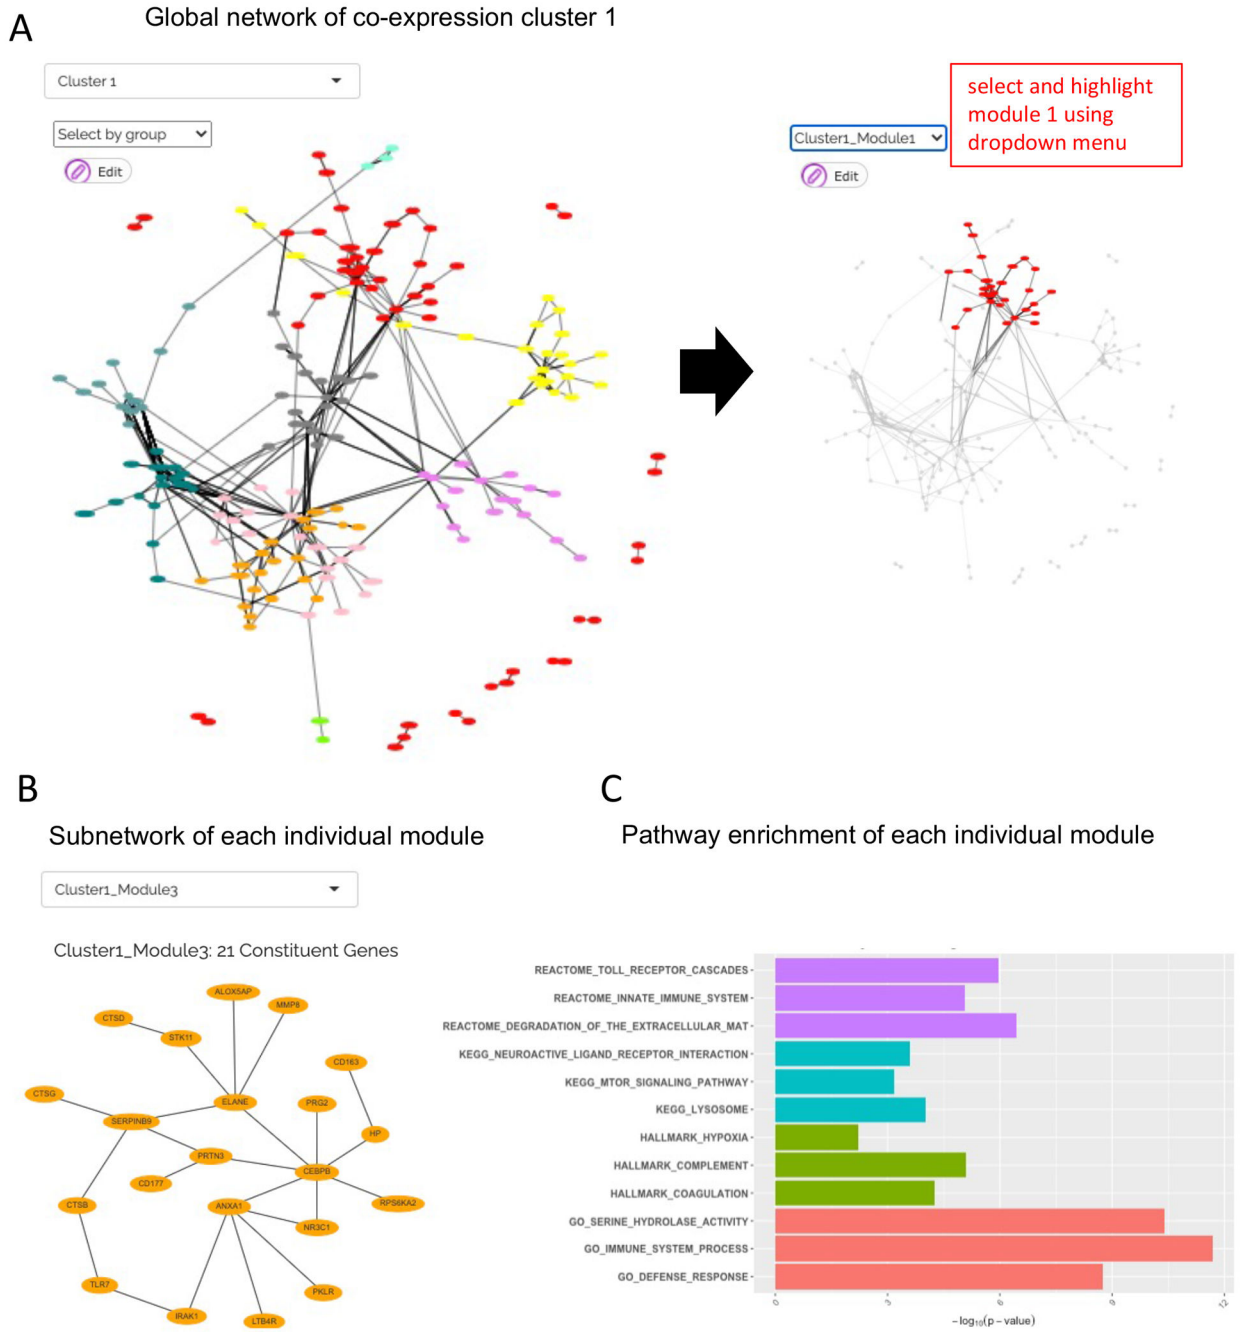 A
Global network of co-expression cluster 1
Cluster 1
Select by group
Edit
Cluster1_Module1
Edit
select and highlight
module 1 using
dropdown menu
B
Subnetwork of each individual module
Cluster1_Module3
Cluster1_Module3: 21 Constituent Genes
ALOX5AP
MMP8
CTSD
STK11
CD163
CTSG
ELANE
PRG2
SERPINB9
HP
PRTN3
CEBPB
CD177
CTSB
ANXA1
RPS6KA2
NR3C1
TLR7
PKLR
IRAK1
LTB4R
C
Pathway enrichment of each individual module
REACTOME_TOLL_RECEPTOR_CASCADES
REACTOME_INNATE_IMMUNE_SYSTEM
REACTOME_DEGRADATION_OF_THE_EXTRACELLULAR_MAT
KEGG_NEUROACTIVE_LIGAND_RECEPTOR_INTERACTION
KEGG_MTOR_SIGNALING_PATHWAY
KEGG_LYSOSOME
HALLMARK_HYPOXIA
HALLMARK_COMPLEMENT
HALLMARK_COAGULATION
GO_SERINE_HYDROLASE_ACTIVITY
GO_IMMUNE_SYSTEM_PROCESS
GO_DEFENSE_RESPONSE
0 3 6 9 12
−log₁₀(p − value)